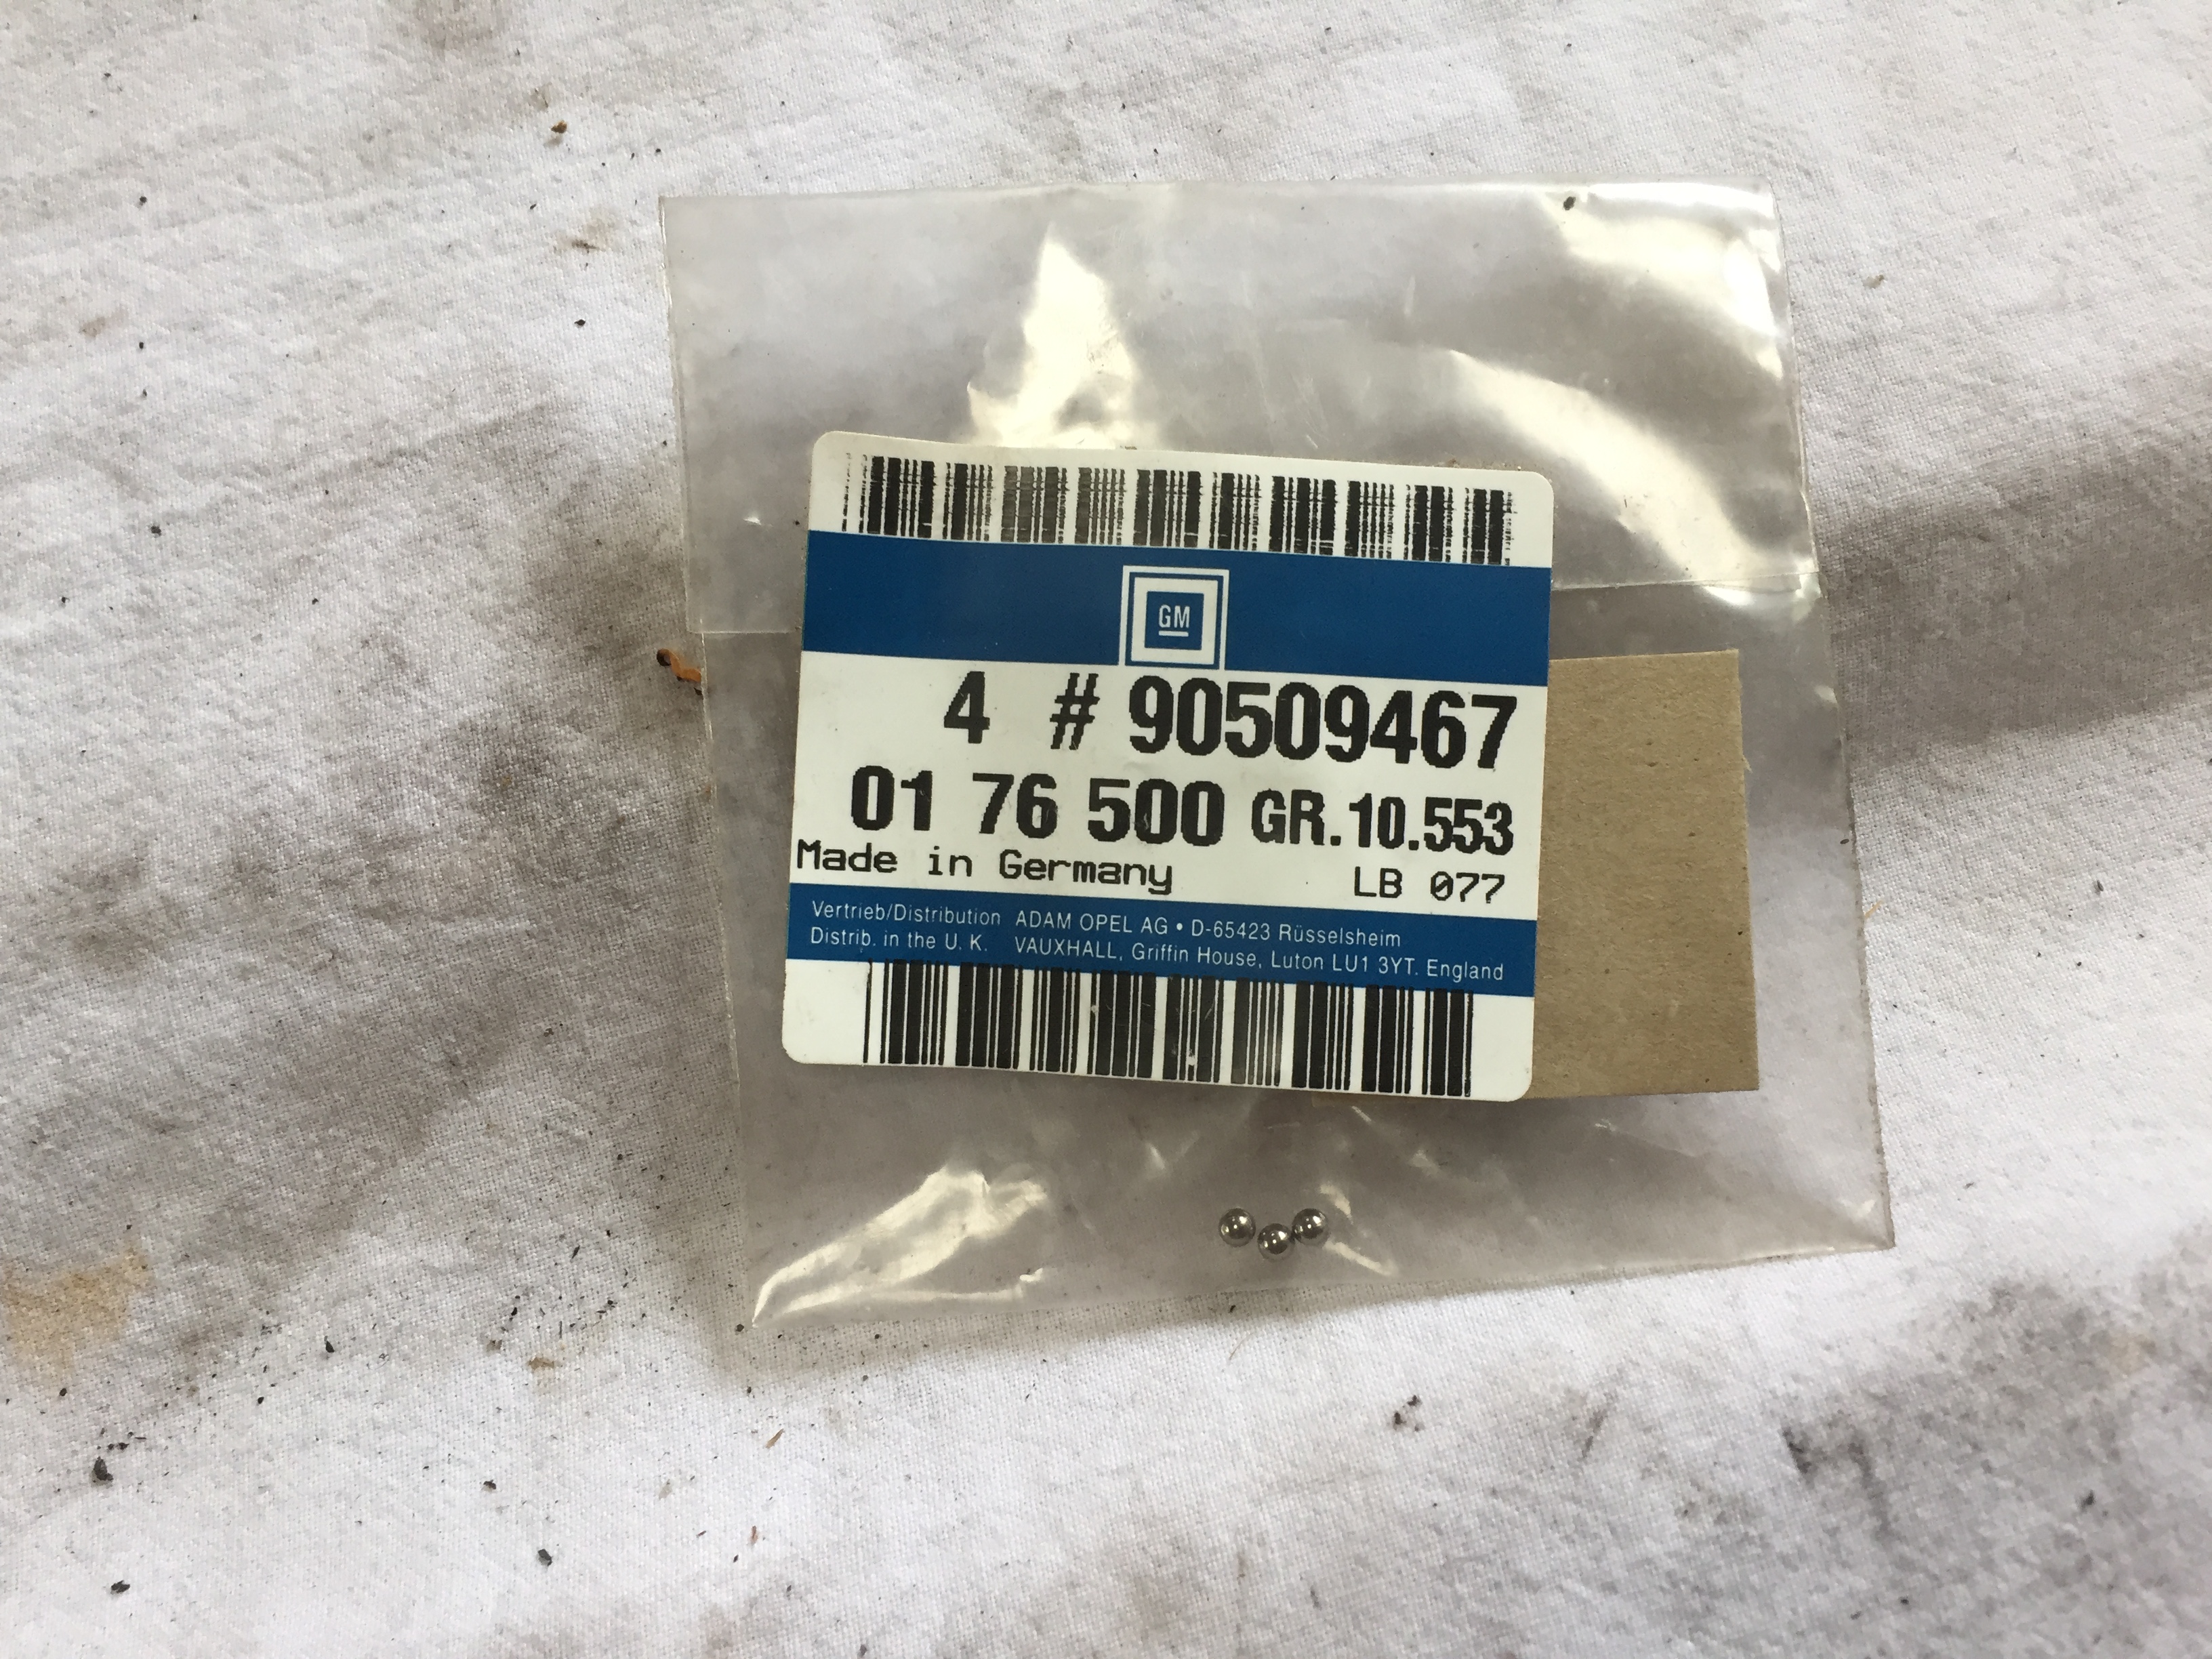 GM
4 # 90509467
01 76 500 GR.10.553
Made in Germany LB 077
Vertrieb/Distribution ADAM OPEL AG • D-65423 Rüsselsheim
Distrib. in the U. K. VAUXHALL, Griffin House, Luton LU1 3YT. England